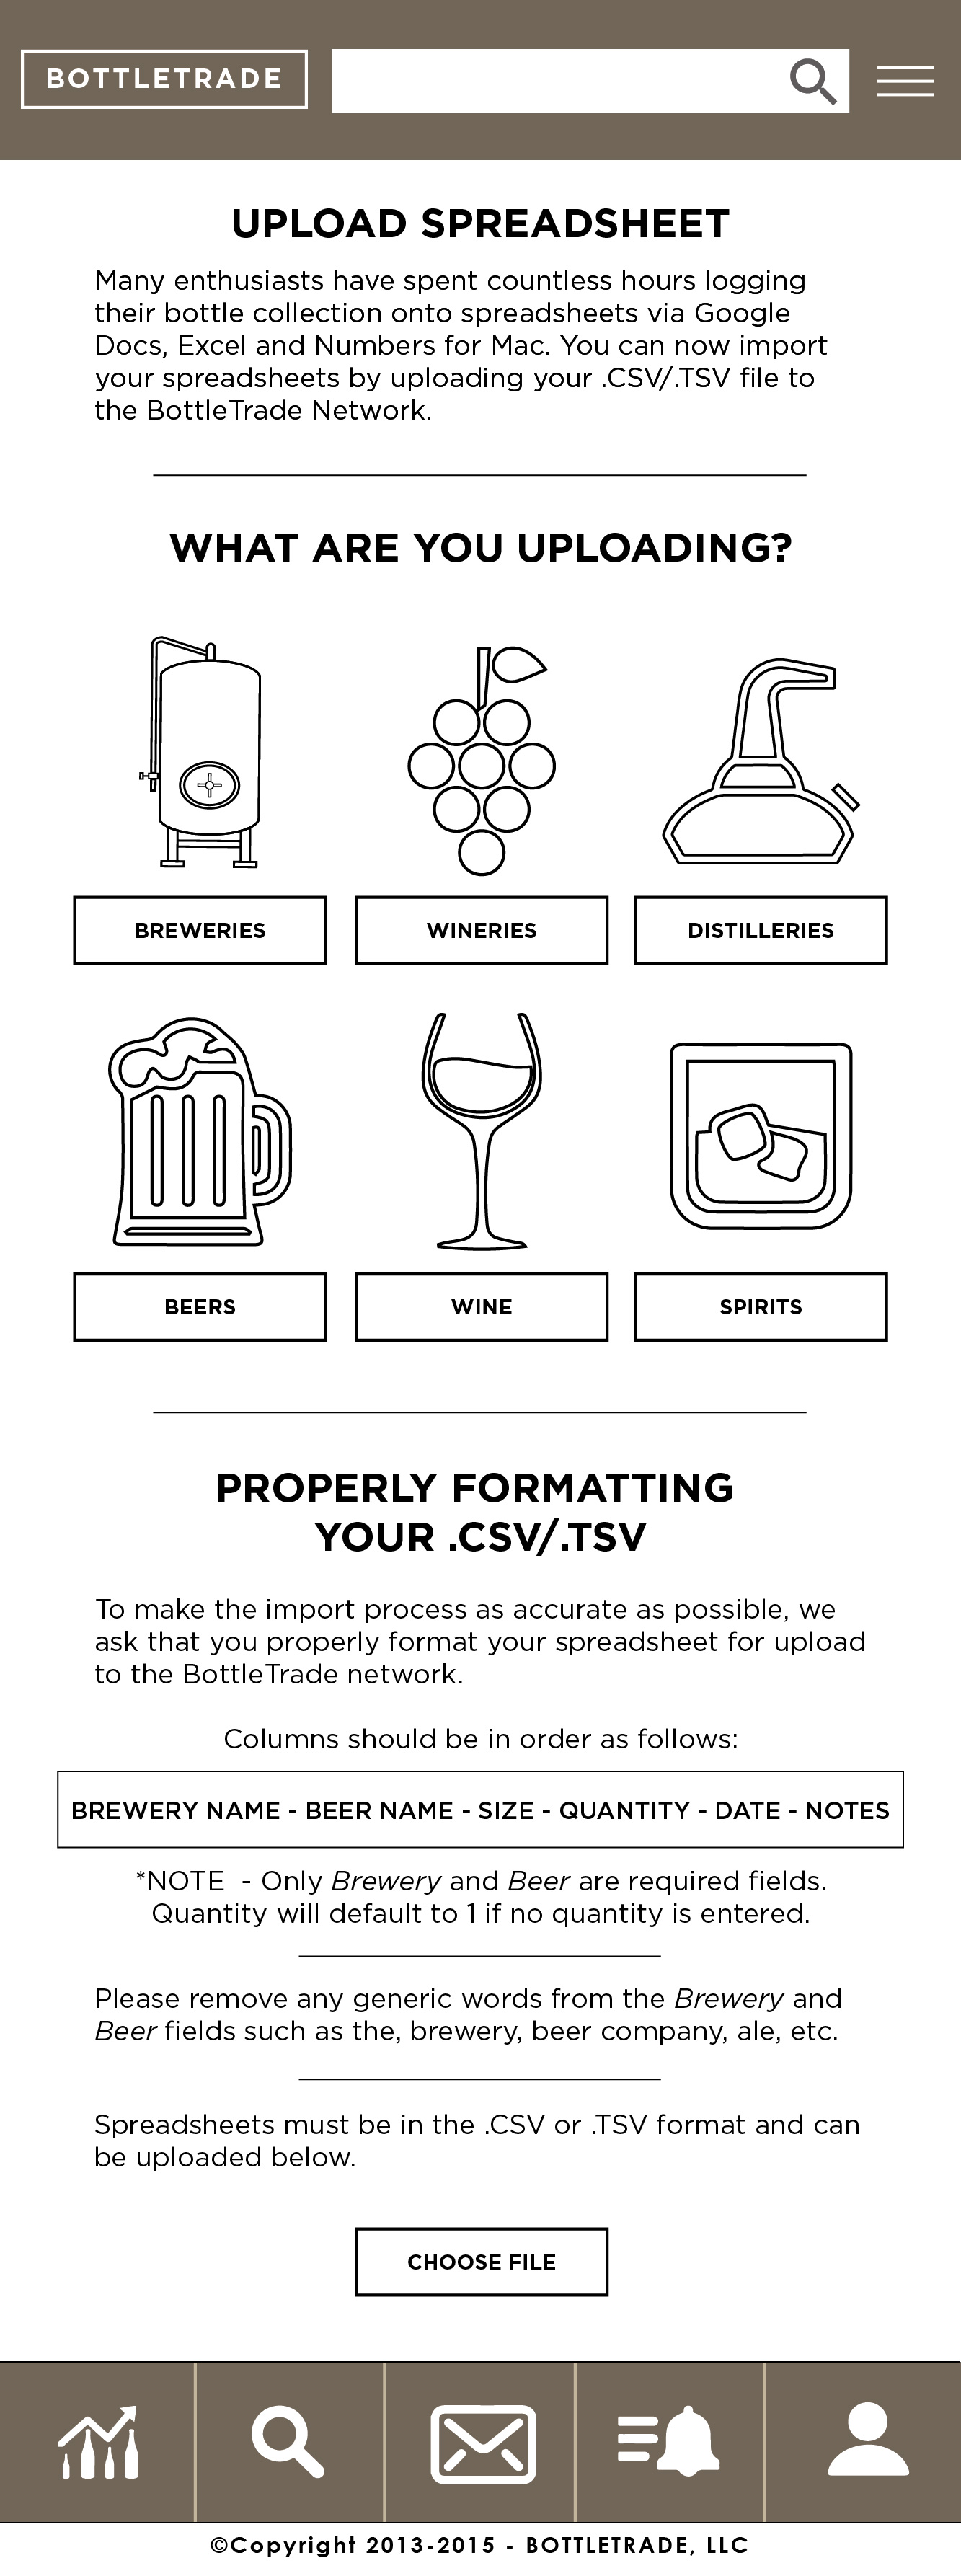 BOTTLETRADE
UPLOAD SPREADSHEET
Many enthusiasts have spent countless hours logging
their bottle collection onto spreadsheets via Google
Docs, Excel and Numbers for Mac. You can now import
your spreadsheets by uploading your .CSV/.TSV file to
the BottleTrade Network.
WHAT ARE YOU UPLOADING?
BREWERIES
WINERIES
DISTILLERIES
BEERS
WINE
SPIRITS
PROPERLY FORMATTING
YOUR .CSV/.TSV
To make the import process as accurate as possible, we
ask that you properly format your spreadsheet for upload
to the BottleTrade network.
Columns should be in order as follows:
BREWERY NAME - BEER NAME - SIZE - QUANTITY - DATE - NOTES
*NOTE - Only Brewery and Beer are required fields.
Quantity will default to 1 if no quantity is entered.
Please remove any generic words from the Brewery and
Beer fields such as the, brewery, beer company, ale, etc.
Spreadsheets must be in the .CSV or .TSV format and can
be uploaded below.
CHOOSE FILE
©Copyright 2013-2015 - BOTTLETRADE, LLC